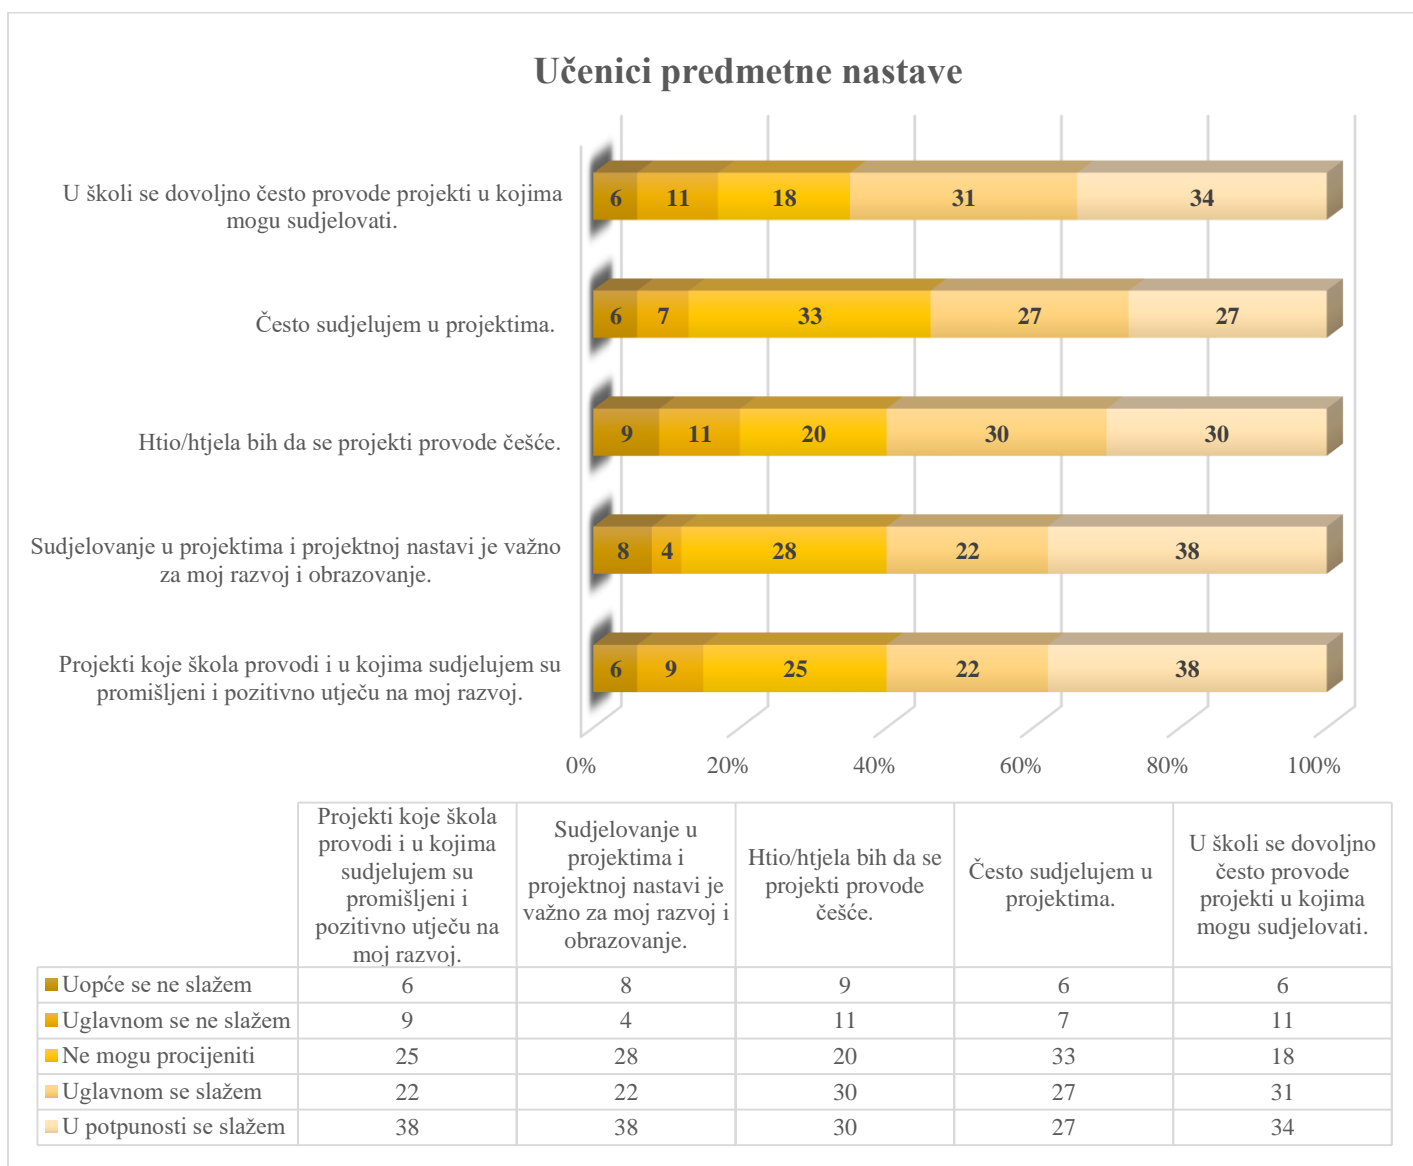 Učenici predmetne nastave
U školi se dovoljno često provode projekti u kojima
mogu sudjelovati.
6 11 18 31 34
Često sudjelujem u projektima.
6 7 33 27 27
Htio/htjela bih da se projekti provode češće.
9 11 20 30 30
Sudjelovanje u projektima i projektnoj nastavi je važno
za moj razvoj i obrazovanje.
8 4 28 22 38
Projekti koje škola provodi i u kojima sudjelujem su
promišljeni i pozitivno utječu na moj razvoj.
6 9 25 22 38
0% 20% 40% 60% 80% 100%
Projekti koje škola
provodi i u kojima
sudjelujem su
promišljeni i
pozitivno utječu na
moj razvoj.
Sudjelovanje u
projektima i
projektnoj nastavi je
važno za moj razvoj i
obrazovanje.
Htio/htjela bih da se
projekti provode
češće.
Često sudjelujem u
projektima.
U školi se dovoljno
često provode
projekti u kojima
mogu sudjelovati.
Uopće se ne slažem 6 8 9 6 6
Uglavnom se ne slažem 9 4 11 7 11
Ne mogu procijeniti 25 28 20 33 18
Uglavnom se slažem 22 22 30 27 31
U potpunosti se slažem 38 38 30 27 34